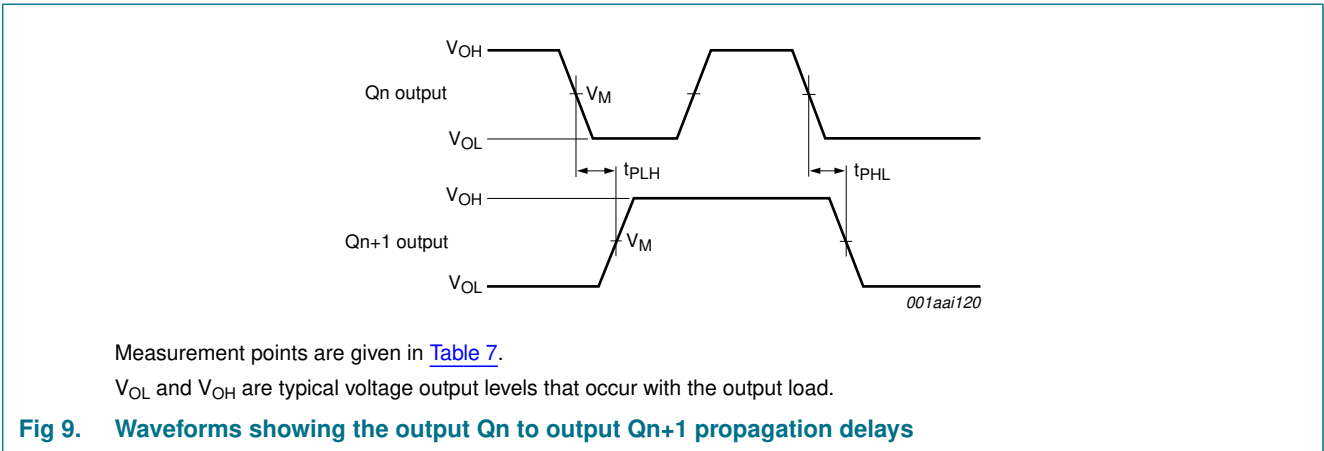 VOH
Qn output
VM
VOL
tPLH
tPHL
VOH
Qn+1 output
VM
VOL
001aai120
Measurement points are given in Table 7.
VOL and VOH are typical voltage output levels that occur with the output load.
Fig 9. Waveforms showing the output Qn to output Qn+1 propagation delays